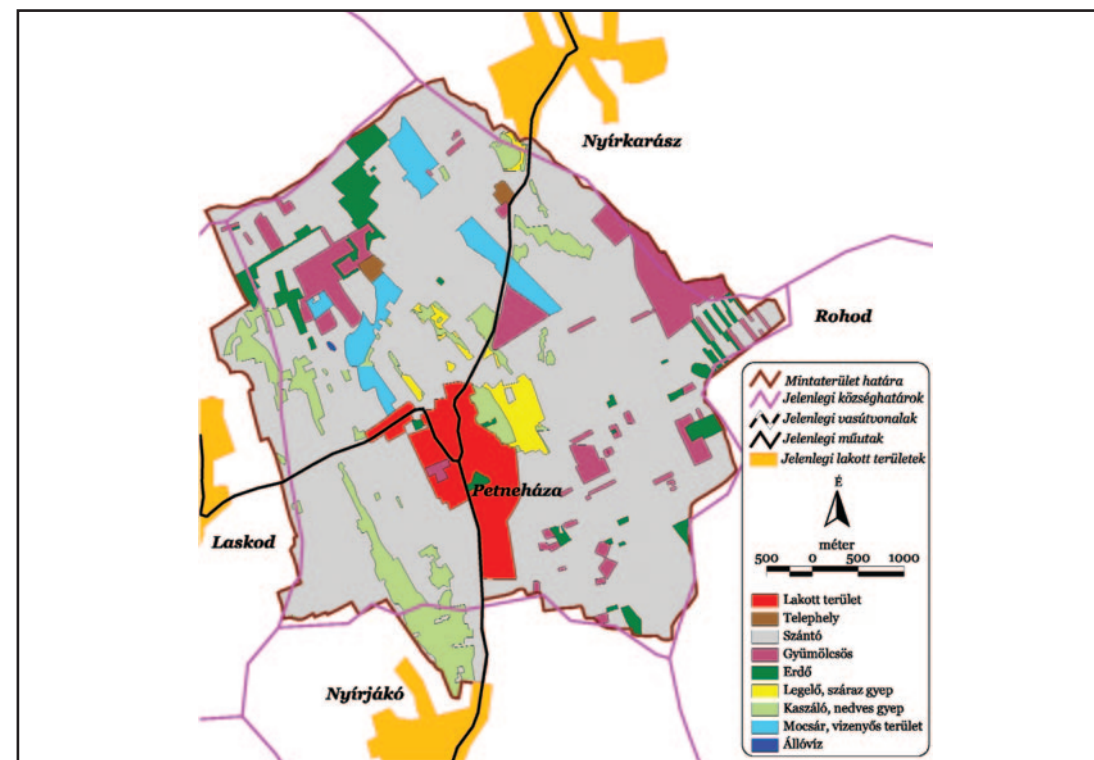 Nyírkarász
Rohod
Petneháza
Laskod
Nyírjákó
Mintaterület határa
Jelenlegi községhatárok
Jelenlegi vasútvonalak
Jelenlegi műutak
Jelenlegi lakott területek
É
méter
500 0 500 1000
Lakott terület
Telephely
Szántó
Gyümölcsös
Erdő
Legelő, száraz gyep
Kaszáló, nedves gyep
Mocsár, vizenyős terület
Állóvíz